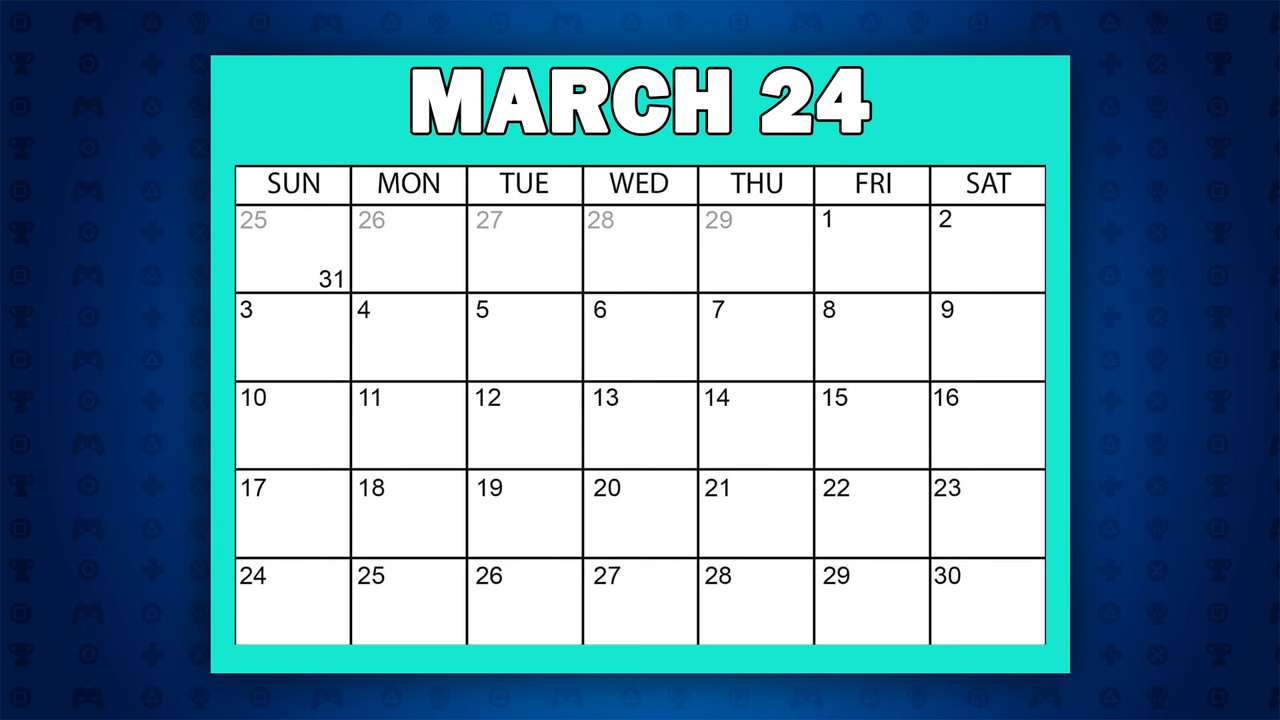 MARCH 24
SUN MON TUE WED THU FRI SAT
25 26 27 28 29 1 2
31
3 4 5 6 7 8 9
10 11 12 13 14 15 16
17 18 19 20 21 22 23
24 25 26 27 28 29 30